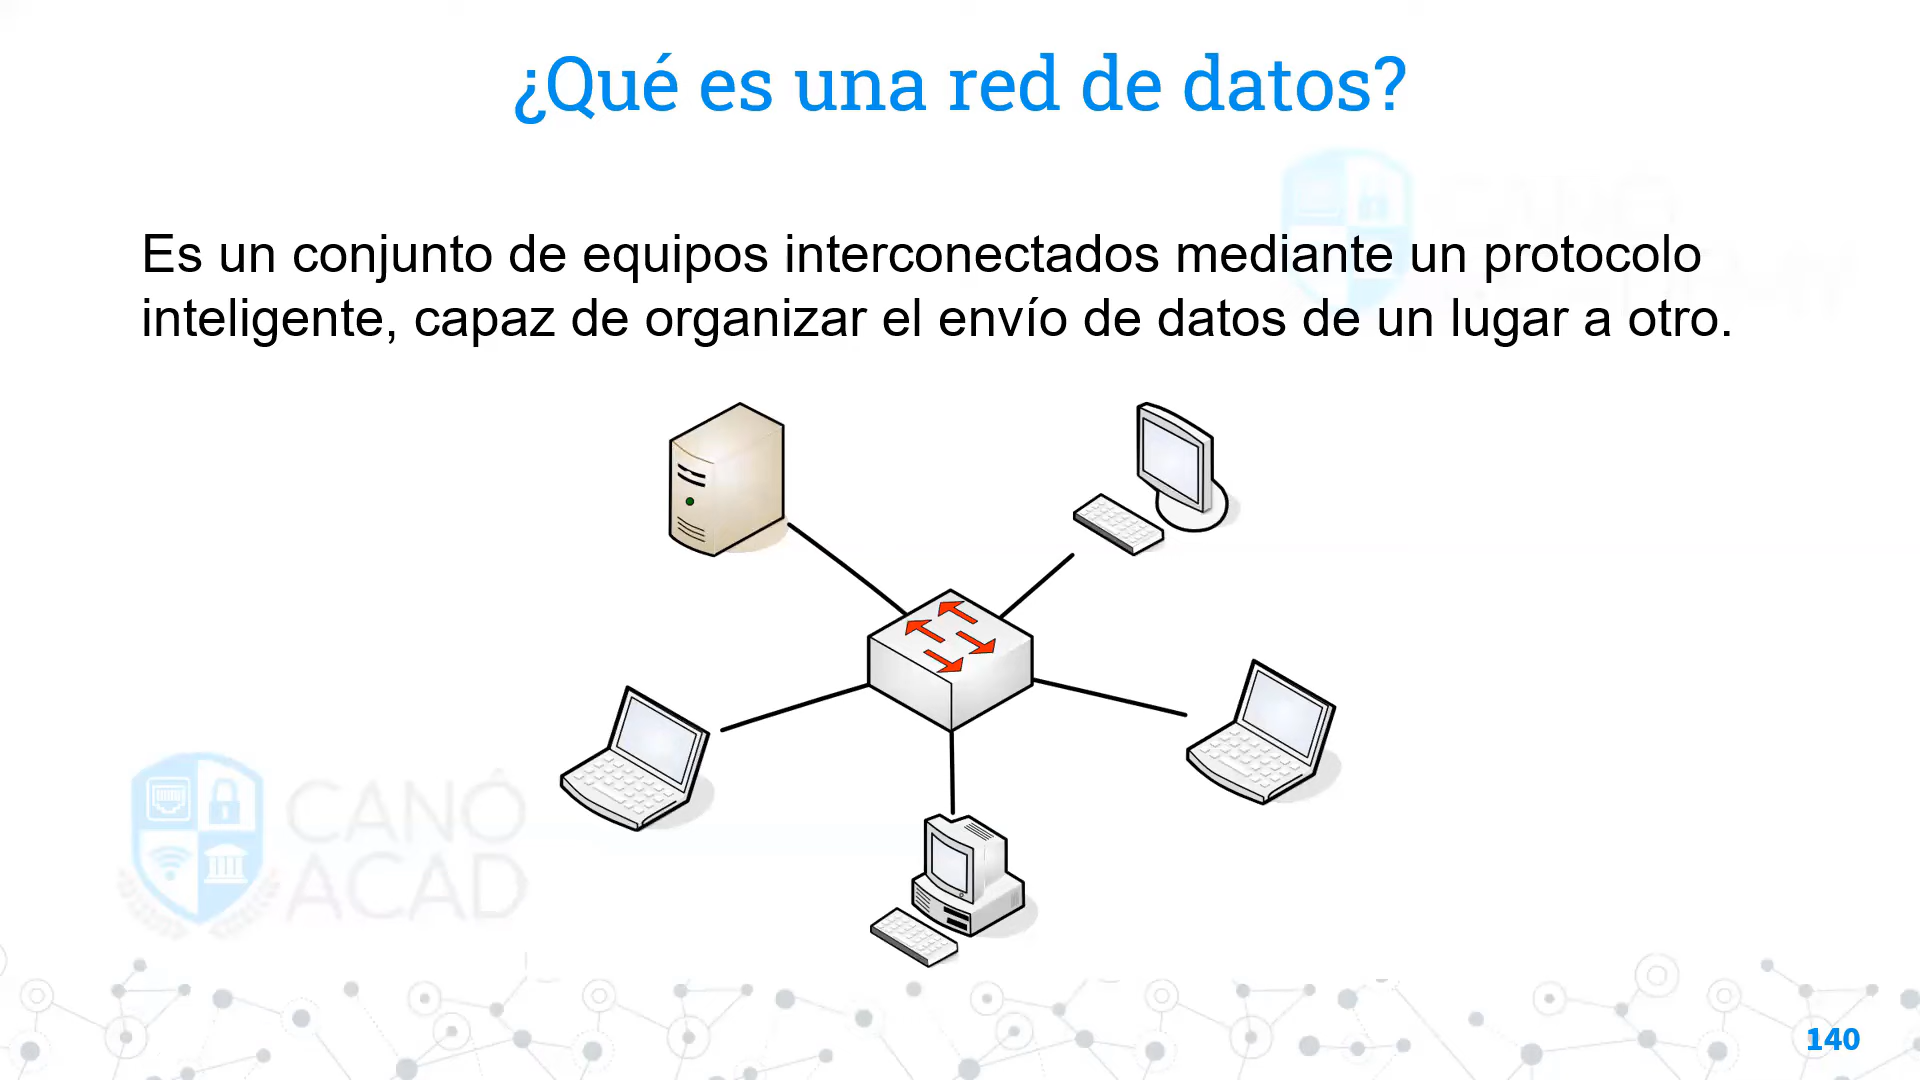 ¿Qué es una red de datos?
Es un conjunto de equipos interconectados mediante un protocolo
inteligente, capaz de organizar el envío de datos de un lugar a otro.
CANÓ
ACAD
140